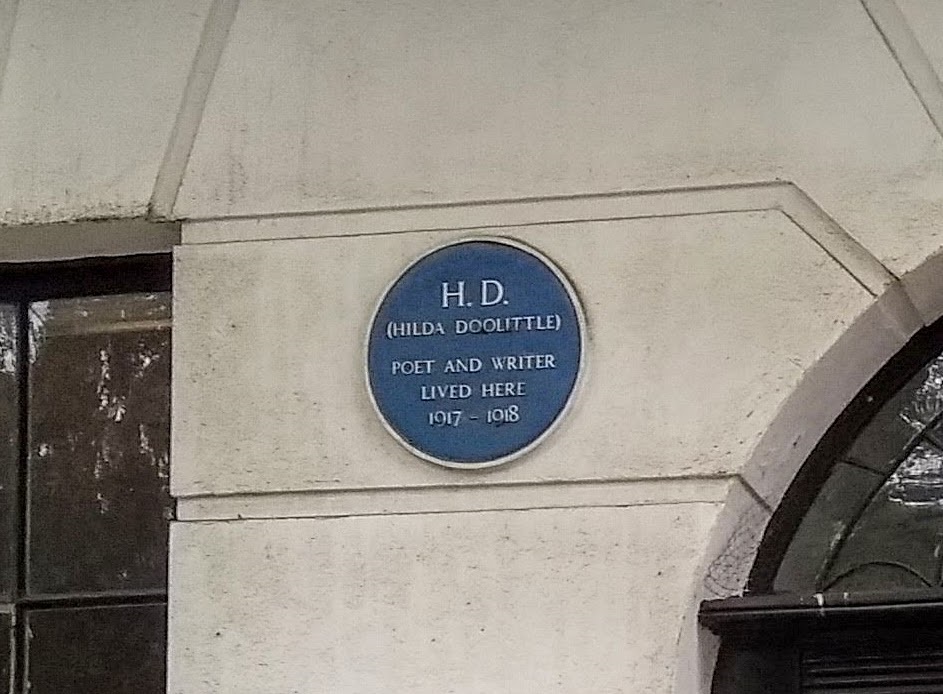 H. D.
(HILDA DOOLITTLE)
POET AND WRITER
LIVED HERE
1917 - 1918